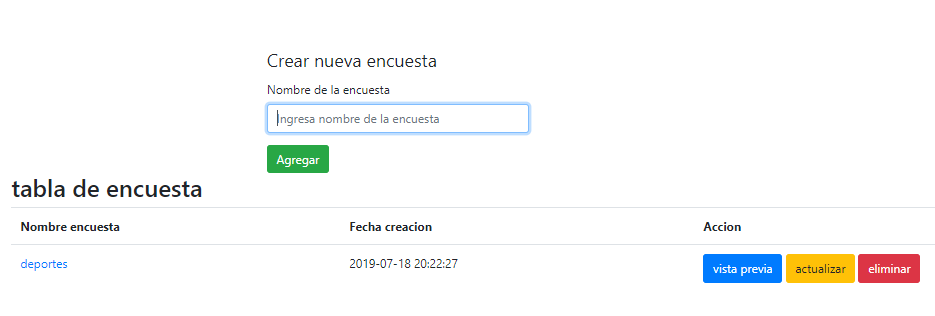 Crear nueva encuesta
Nombre de la encuesta
Ingresa nombre de la encuesta
Agregar
tabla de encuesta
Nombre encuesta Fecha creacion Accion
deportes 2019-07-18 20:22:27 vista previa actualizar eliminar